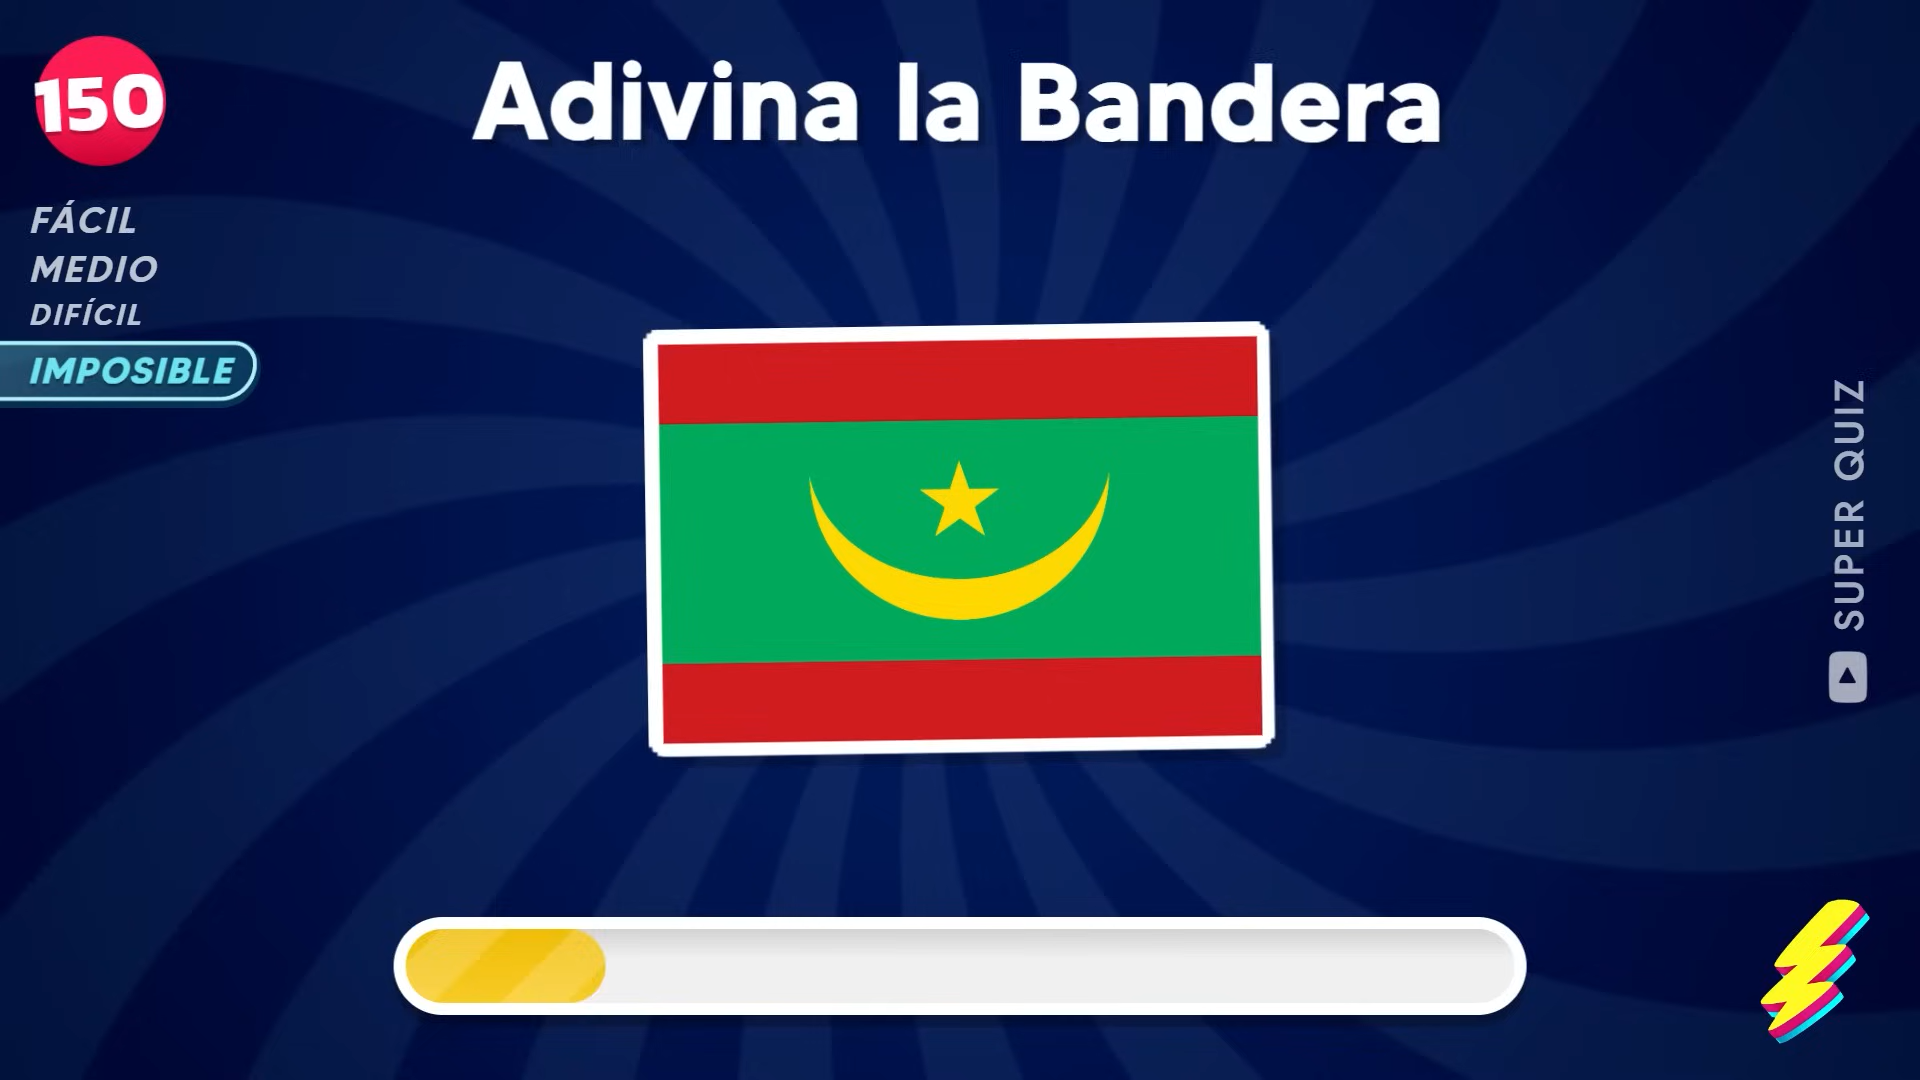 150
Adivina la Bandera
FÁCIL
MEDIO
DIFÍCIL
IMPOSIBLE
SUPER QUIZ